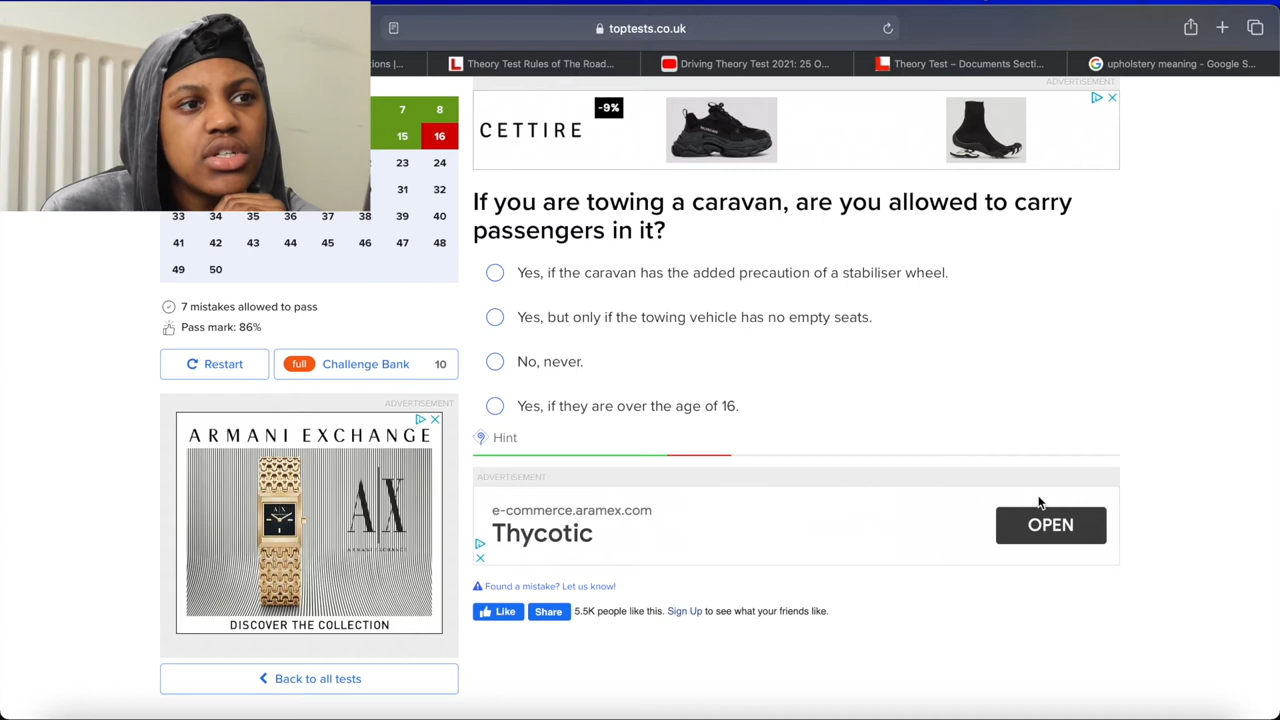 toptests.co.uk
tions |...
Theory Test Rules of The Road...
Driving Theory Test 2021: 25 O...
Theory Test – Documents Secti...
upholstery meaning - Google S...
ADVERTISEMENT
CETTIRE
-9%
7 8
15 16
23 24
31 32
33 34 35 36 37 38 39 40
41 42 43 44 45 46 47 48
49 50
7 mistakes allowed to pass
Pass mark: 86%
Restart
full Challenge Bank 10
ADVERTISEMENT
ARMANI EXCHANGE
A|X
ARMANI EXCHANGE
DISCOVER THE COLLECTION
Back to all tests
If you are towing a caravan, are you allowed to carry
passengers in it?
Yes, if the caravan has the added precaution of a stabiliser wheel.
Yes, but only if the towing vehicle has no empty seats.
No, never.
Yes, if they are over the age of 16.
Hint
ADVERTISEMENT
e-commerce.aramex.com
Thycotic
OPEN
Found a mistake? Let us know!
Like Share 5.5K people like this. Sign Up to see what your friends like.